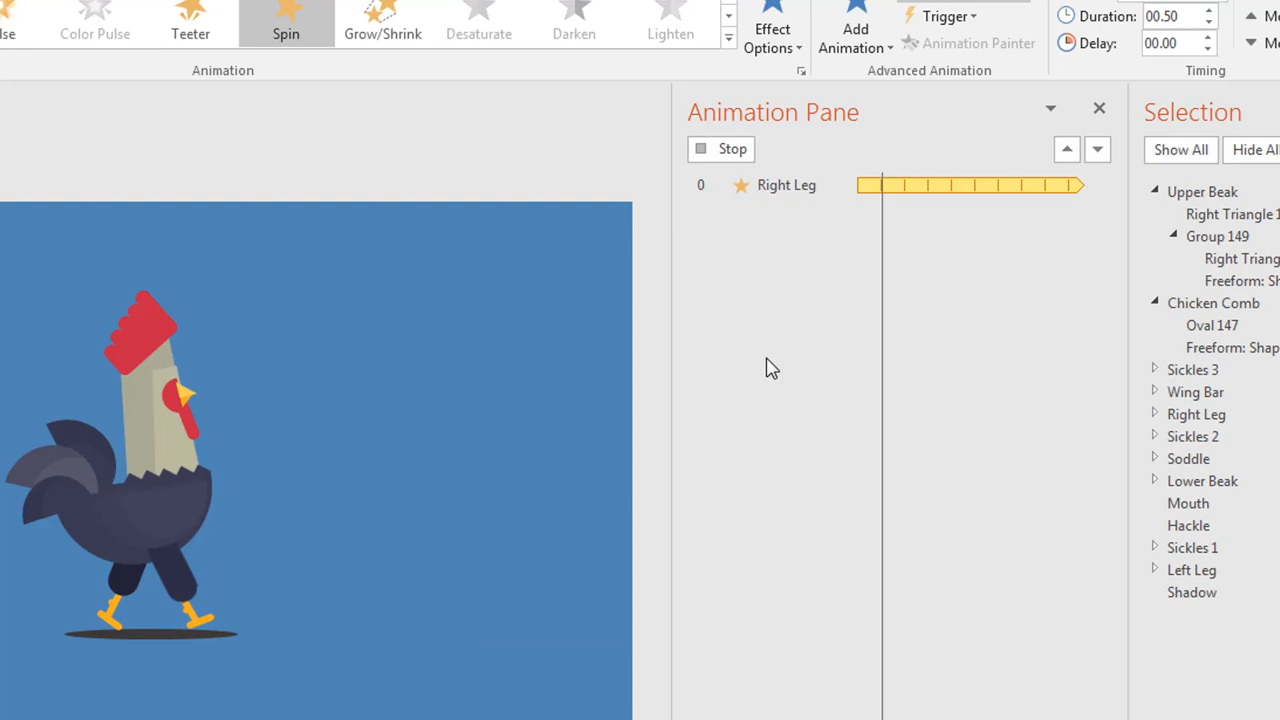 lse
Color Pulse
Teeter
Spin
Grow/Shrink
Desaturate
Darken
Lighten
Animation
Effect
Options
Add
Animation
Trigger
Animation Painter
Advanced Animation
Duration: 00.50
Delay: 00.00
Mo
Mo
Timing
Animation Pane
Stop
0 Right Leg
Selection
Show All
Hide All
Upper Beak
Right Triangle 1
Group 149
Right Triang
Freeform: Sh
Chicken Comb
Oval 147
Freeform: Shap
Sickles 3
Wing Bar
Right Leg
Sickles 2
Soddle
Lower Beak
Mouth
Hackle
Sickles 1
Left Leg
Shadow